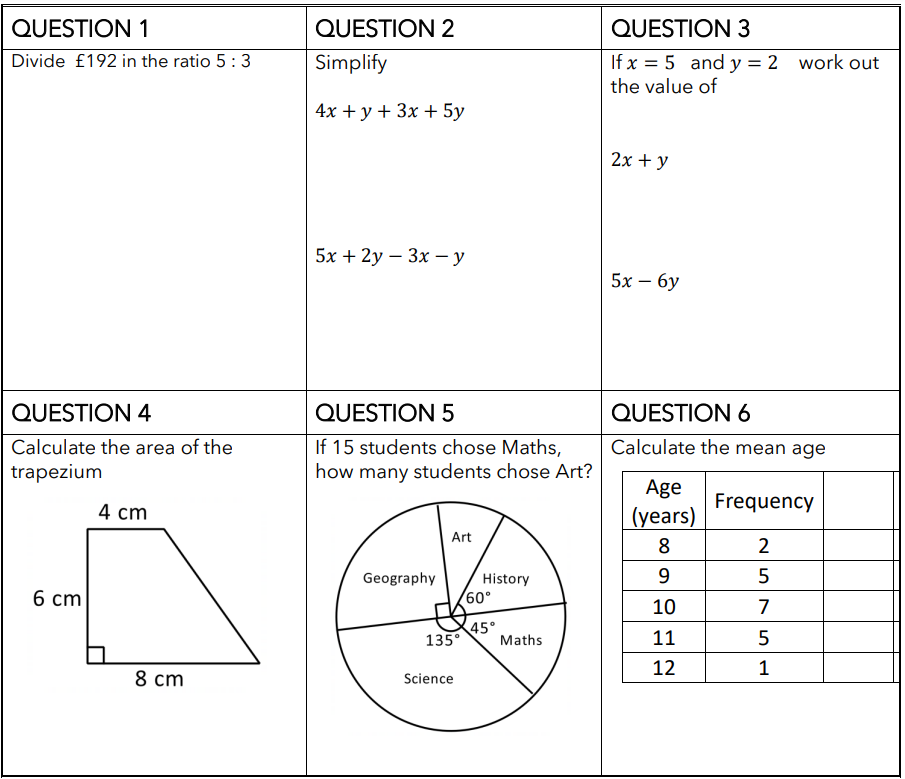 QUESTION 1
Divide £192 in the ratio 5 : 3
QUESTION 2
Simplify
4x + y + 3x + 5y
5x + 2y − 3x − y
QUESTION 3
If x = 5 and y = 2 work out
the value of
2x + y
5x − 6y
QUESTION 4
Calculate the area of the
trapezium
4 cm
6 cm
8 cm
QUESTION 5
If 15 students chose Maths,
how many students chose Art?
Art
Geography
History
60°
45°
135°
Maths
Science
QUESTION 6
Calculate the mean age
Age
(years)
Frequency
8 2
9 5
10 7
11 5
12 1